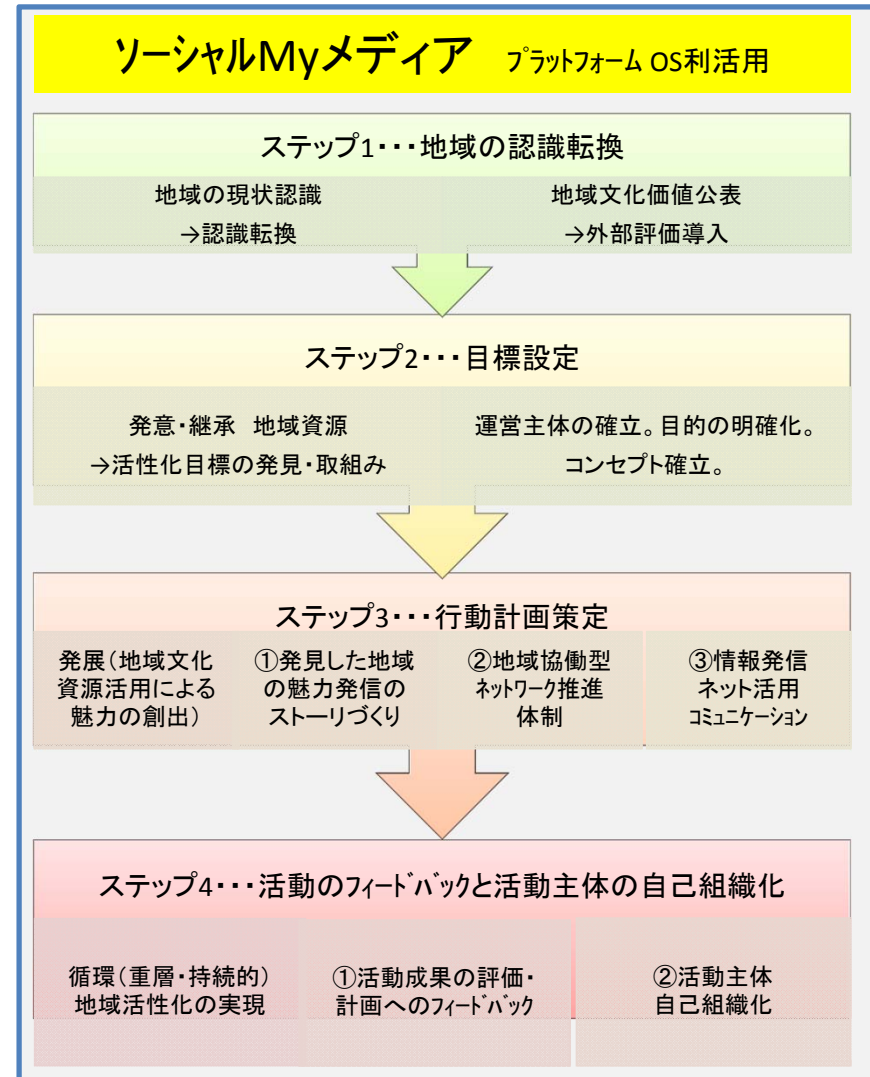 ソーシャルMyメディア プラットフォーム OS利活用
ステップ1・・・地域の認識転換
地域の現状認識
→認識転換
地域文化価値公表
→外部評価導入
ステップ2・・・目標設定
発意・継承 地域資源
→活性化目標の発見・取組み
運営主体の確立。目的の明確化。
コンセプト確立。
ステップ3・・・行動計画策定
発展(地域文化
資源活用による
魅力の創出)
①発見した地域
の魅力発信の
ストーリづくり
②地域協働型
ネットワーク推進
体制
③情報発信
ネット活用
コミュニケーション
ステップ4・・・活動のフィードバックと活動主体の自己組織化
循環(重層・持続的)
地域活性化の実現
①活動成果の評価・
計画へのフィードバック
②活動主体
自己組織化